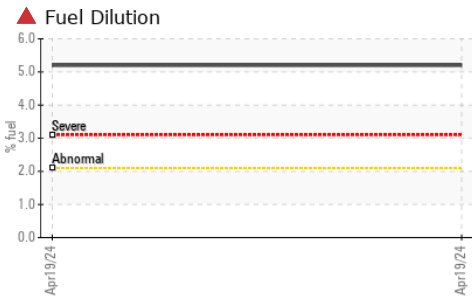 Fuel Dilution
6.0
5.0
4.0
3.0
2.0
1.0
0.0
% fuel
Severe
Abnormal
Apr19/24
Apr19/24